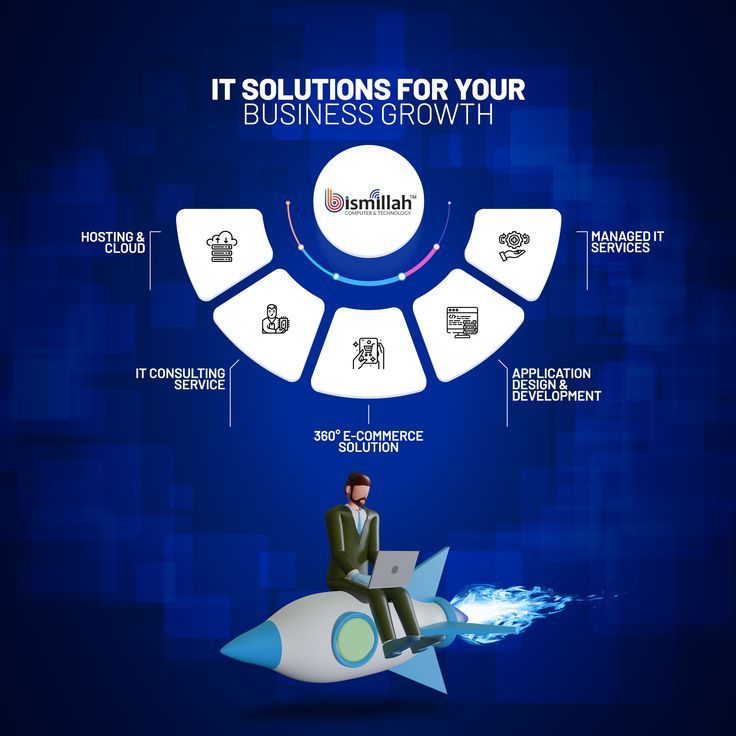 IT SOLUTIONS FOR YOUR
BUSINESS GROWTH
bismillah™
COMPUTER & TECHNOLOGY
HOSTING &
CLOUD
MANAGED IT
SERVICES
IT CONSULTING
SERVICE
APPLICATION
DESIGN &
DEVELOPMENT
360° E-COMMERCE
SOLUTION